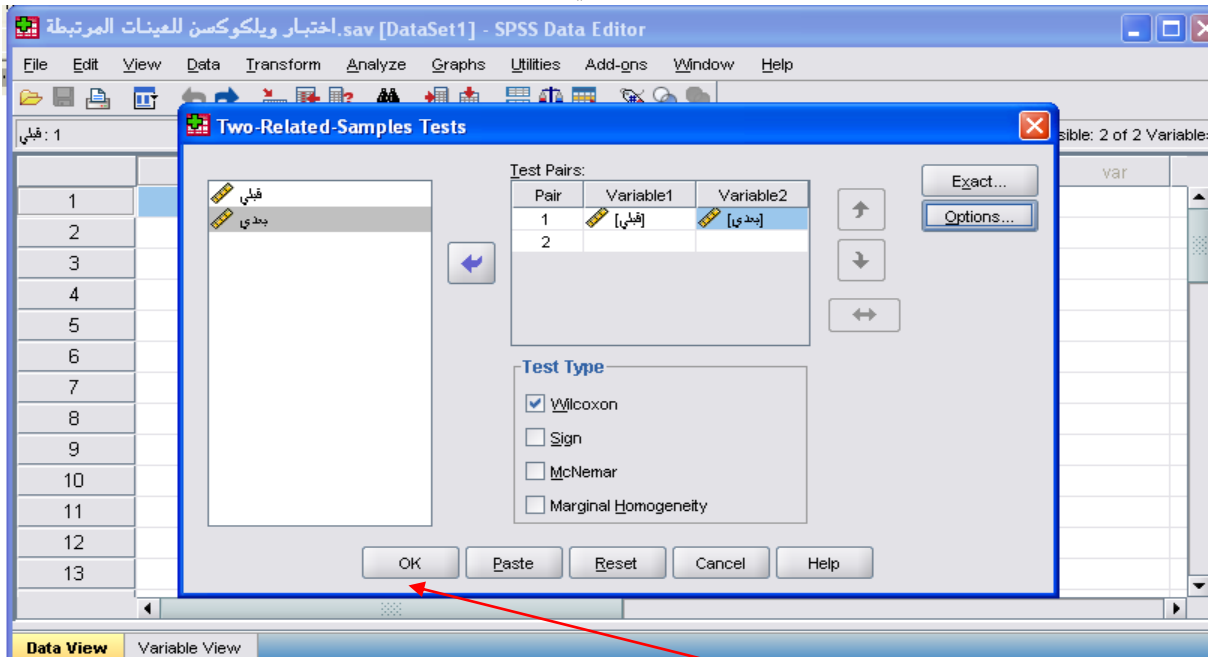 اختبار ويلكوكسن للعينات المرتبطة.sav [DataSet1] - SPSS Data Editor
File Edit View Data Transform Analyze Graphs Utilities Add-ons Window Help
Two-Related-Samples Tests
1 : قبلي
sible: 2 of 2 Variable
var
قبلي
بعدي
Test Pairs:
Pair Variable1 Variable2
1 [قبلي] [بعدي]
2
Exact...
Options...
Test Type
Wilcoxon
Sign
McNemar
Marginal Homogeneity
OK Paste Reset Cancel Help
1
2
3
4
5
6
7
8
9
10
11
12
13
Data View Variable View